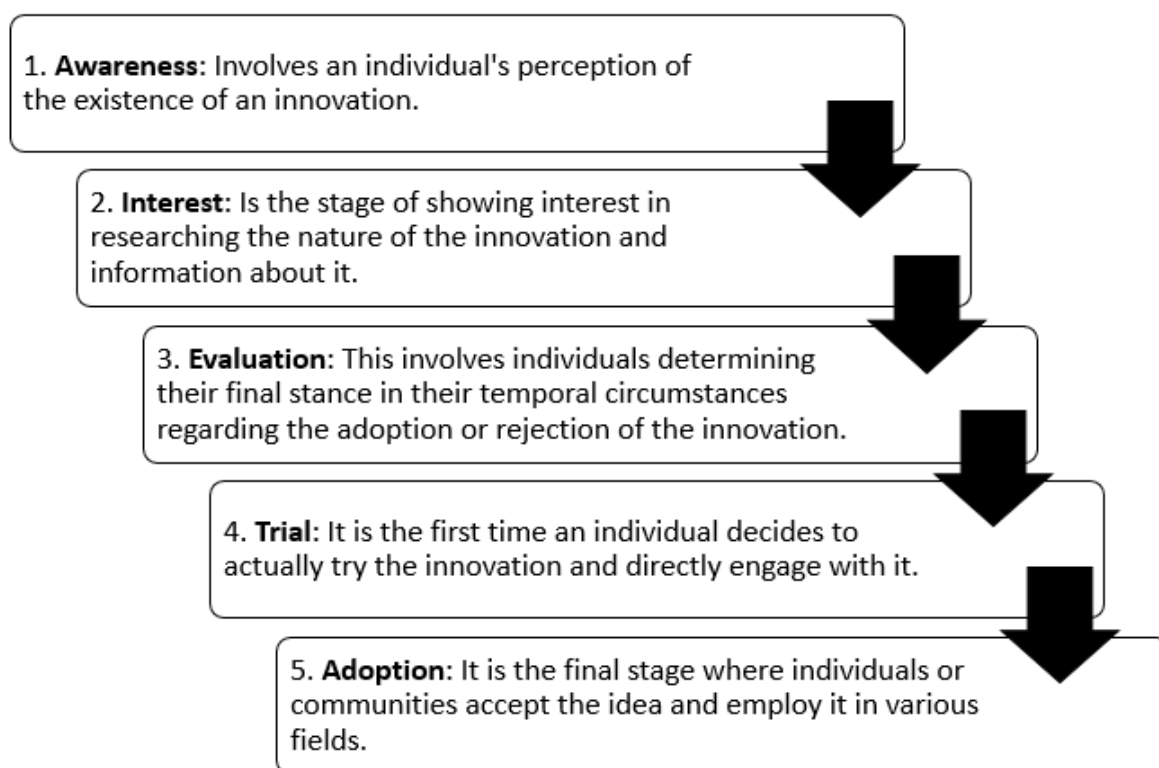 1. Awareness: Involves an individual's perception of
the existence of an innovation.
2. Interest: Is the stage of showing interest in
researching the nature of the innovation and
information about it.
3. Evaluation: This involves individuals determining
their final stance in their temporal circumstances
regarding the adoption or rejection of the innovation.
4. Trial: It is the first time an individual decides to
actually try the innovation and directly engage with it.
5. Adoption: It is the final stage where individuals or
communities accept the idea and employ it in various
fields.